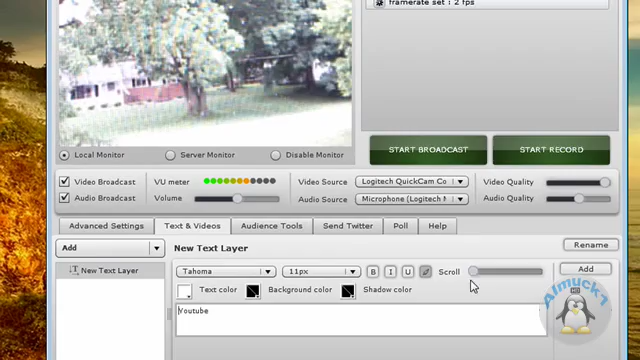 framerate set : 2 fps
START BROADCAST
START RECORD
Local Monitor
Server Monitor
Disable Monitor
Video Broadcast
VU meter
Video Source
Logitech QuickCam Co
Video Quality
Audio Broadcast
Volume
Audio Source
Microphone (Logitech M
Audio Quality
Advanced Settings
Text & Videos
Audience Tools
Send Twitter
Poll
Help
Add
New Text Layer
Rename
New Text Layer
Tahoma
11px
B
I
U
Scroll
Add
Text color
Background color
Shadow color
Youtube
Almuck1
HD